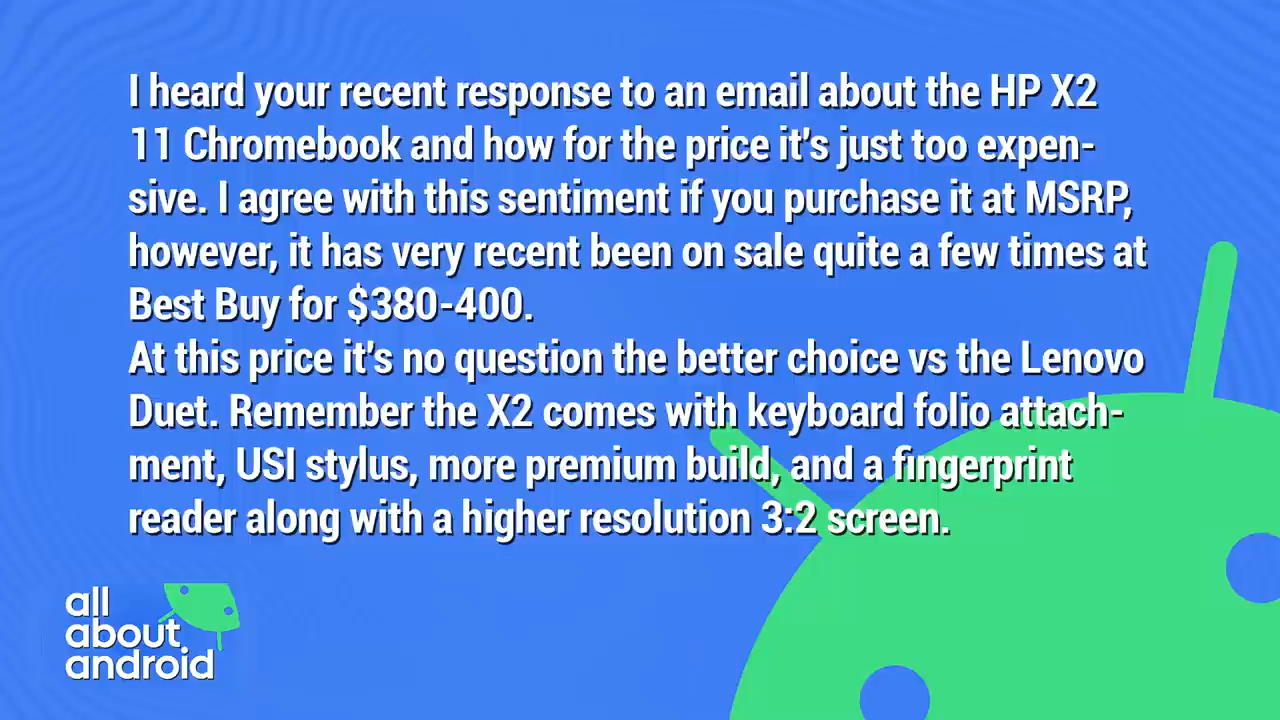 I heard your recent response to an email about the HP X2
11 Chromebook and how for the price it's just too expen-
sive. I agree with this sentiment if you purchase it at MSRP,
however, it has very recent been on sale quite a few times at
Best Buy for $380-400.
At this price it's no question the better choice vs the Lenovo
Duet. Remember the X2 comes with keyboard folio attach-
ment, USI stylus, more premium build, and a fingerprint
reader along with a higher resolution 3:2 screen.
all
about
android